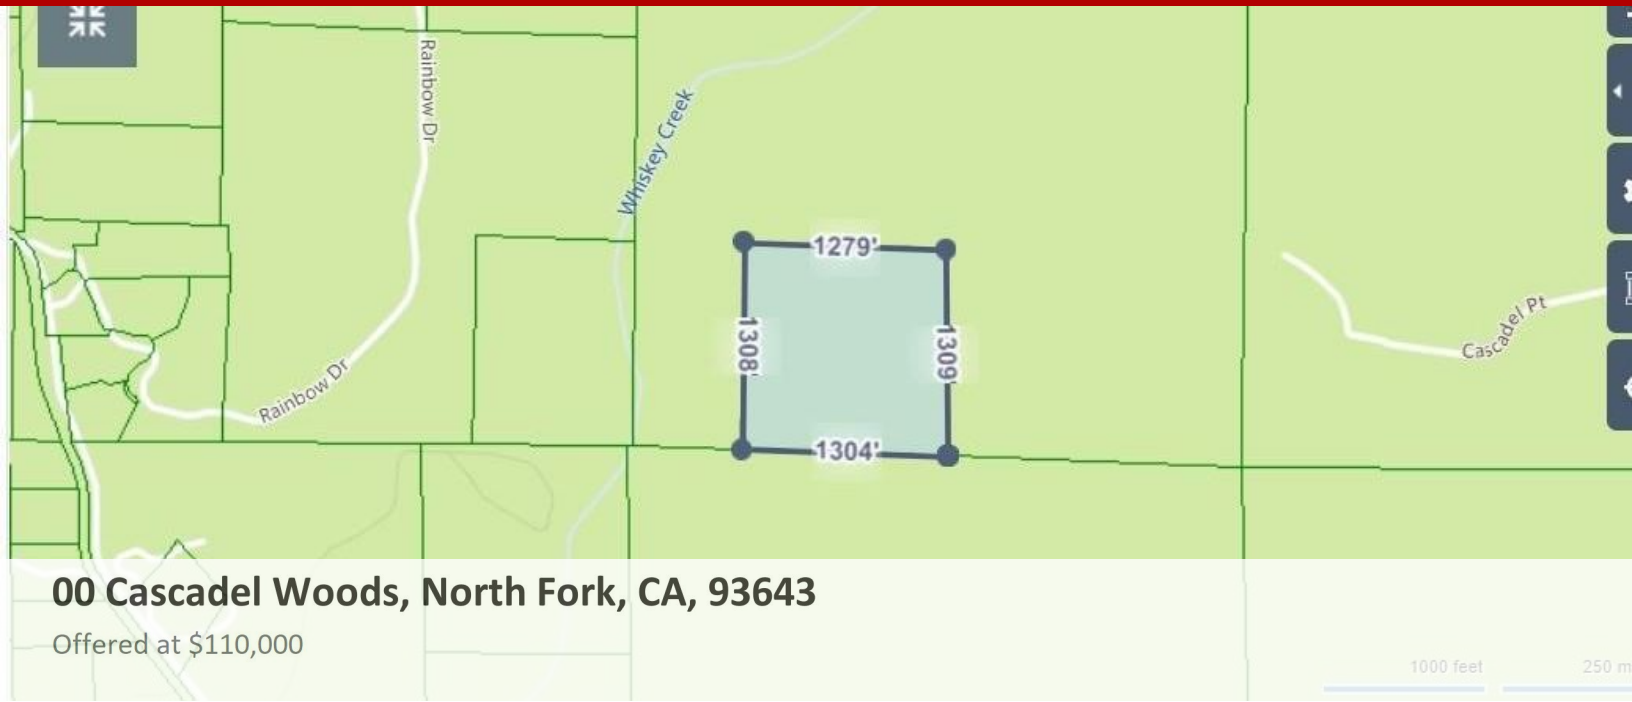 Rainbow Dr
Whiskey Creek
1279'
1308'
1309'
Cascadel Pt
Rainbow Dr
1304'
00 Cascadel Woods, North Fork, CA, 93643
Offered at $110,000
1000 feet
250 m